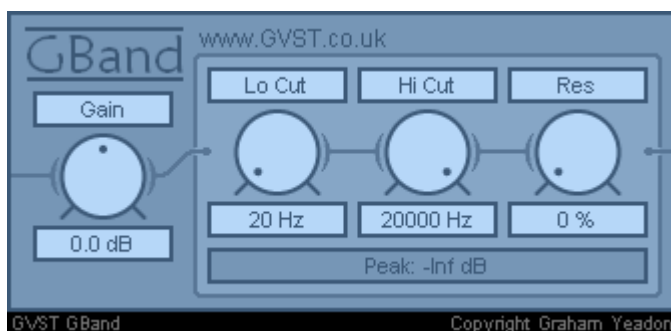 GBand
www.GVST.co.uk
Gain
0.0 dB
Lo Cut
Hi Cut
Res
20 Hz
20000 Hz
0 %
Peak: -Inf dB
GVST GBand
Copyright Graham Yeadon